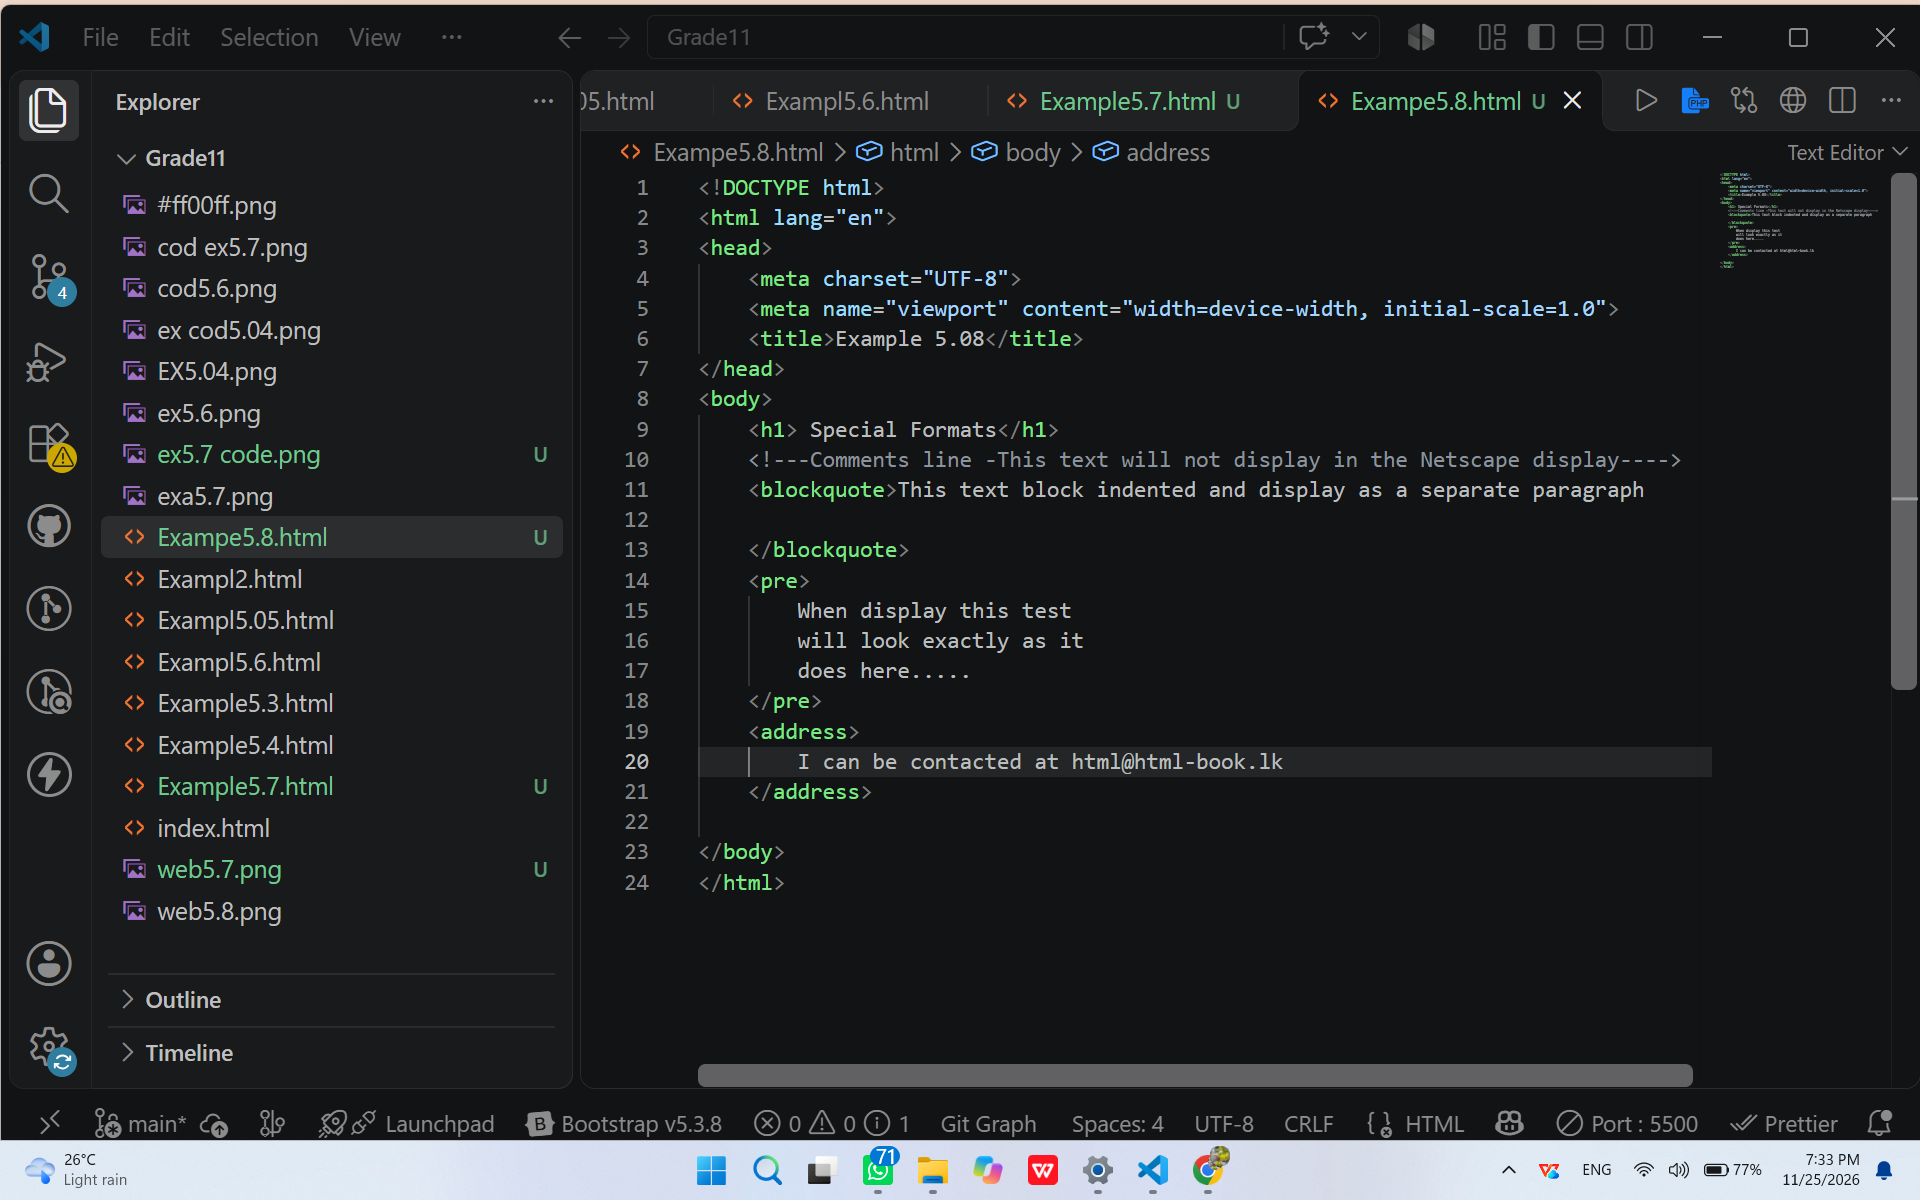 File Edit Selection View ··· Grade11
Explorer ···
Grade11
#ff00ff.png
cod ex5.7.png
cod5.6.png
ex cod5.04.png
EX5.04.png
ex5.6.png
ex5.7 code.png U
exa5.7.png
Exampe5.8.html U
Exampl2.html
Exampl5.05.html
Exampl5.6.html
Example5.3.html
Example5.4.html
Example5.7.html U
index.html
web5.7.png U
web5.8.png
Outline
Timeline
4
05.html Exampl5.6.html Example5.7.html U Exampe5.8.html U PHP
Exampe5.8.html > html > body > address Text Editor
1 <!DOCTYPE html>
2 <html lang="en">
3 <head>
4 <meta charset="UTF-8">
5 <meta name="viewport" content="width=device-width, initial-scale=1.0">
6 <title>Example 5.08</title>
7 </head>
8 <body>
9 <h1> Special Formats</h1>
10 <!---Comments line -This text will not display in the Netscape display---->
11 <blockquote>This text block indented and display as a separate paragraph
12
13 </blockquote>
14 <pre>
15 When display this test
16 will look exactly as it
17 does here.....
18 </pre>
19 <address>
20 I can be contacted at html@html-book.lk
21 </address>
22
23 </body>
24 </html>
main* Launchpad B Bootstrap v5.3.8 0 0 1 Git Graph Spaces: 4 UTF-8 CRLF HTML Port : 5500 Prettier
26°C
Light rain
71
ENG 77%
7:33 PM
11/25/2026